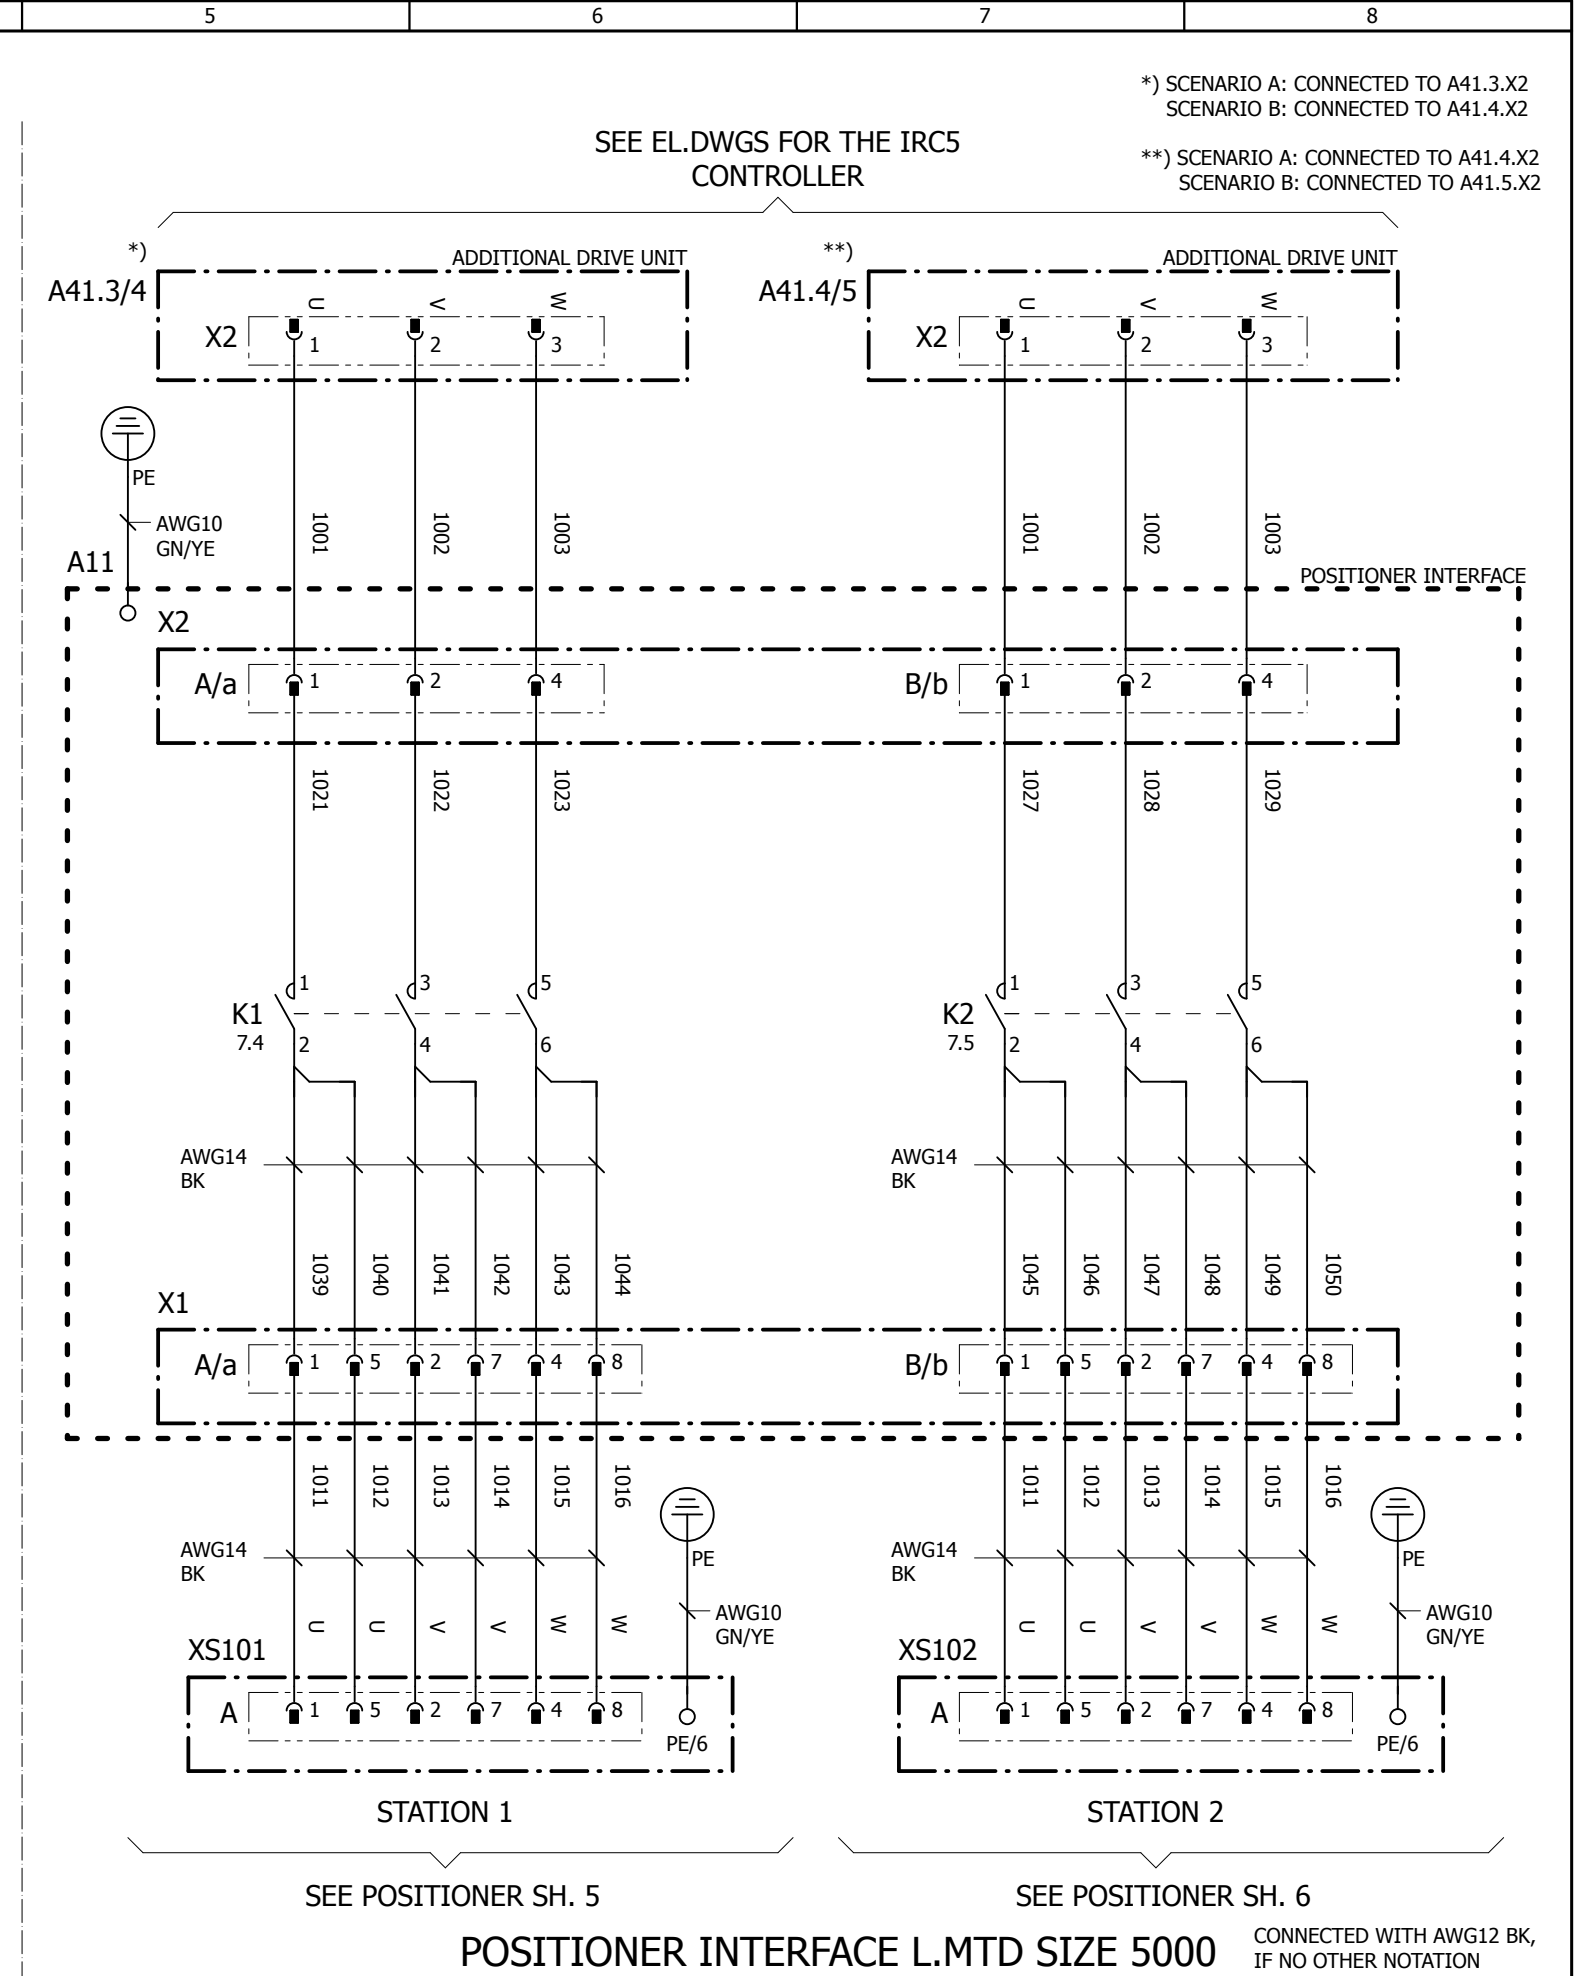 5 6 7 8
*) SCENARIO A: CONNECTED TO A41.3.X2
SCENARIO B: CONNECTED TO A41.4.X2
SEE EL.DWGS FOR THE IRC5
CONTROLLER
**) SCENARIO A: CONNECTED TO A41.4.X2
SCENARIO B: CONNECTED TO A41.5.X2
*) ADDITIONAL DRIVE UNIT **) ADDITIONAL DRIVE UNIT
A41.3/4 A41.4/5
U V W U V W
X2 1 2 3 X2 1 2 3
PE
AWG10
GN/YE
1001 1002 1003 1001 1002 1003
A11
POSITIONER INTERFACE
X2
A/a 1 2 4 B/b 1 2 4
1021 1022 1023 1027 1028 1029
1 3 5 1 3 5
K1 K2
7.4 2 4 6 7.5 2 4 6
AWG14 AWG14
BK BK
1039 1040 1041 1042 1043 1044 1045 1046 1047 1048 1049 1050
X1
A/a 1 5 2 7 4 8 B/b 1 5 2 7 4 8
1011 1012 1013 1014 1015 1016 1011 1012 1013 1014 1015 1016
AWG14 PE AWG14 PE
BK BK
AWG10 AWG10
GN/YE GN/YE
U U V V W W U U V V W W
XS101 XS102
A 1 5 2 7 4 8 A 1 5 2 7 4 8
PE/6 PE/6
STATION 1 STATION 2
SEE POSITIONER SH. 5 SEE POSITIONER SH. 6
POSITIONER INTERFACE L.MTD SIZE 5000
CONNECTED WITH AWG12 BK,
IF NO OTHER NOTATION